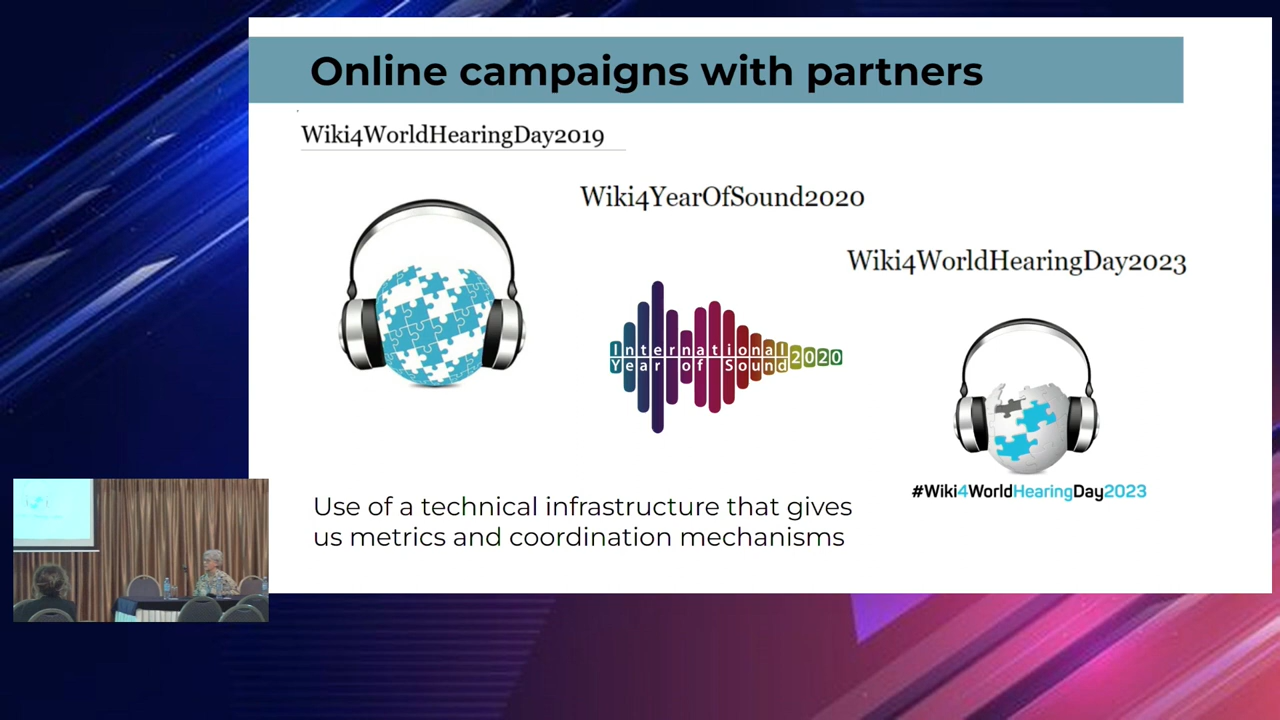 Online campaigns with partners
Wiki4WorldHearingDay2019
Wiki4YearOfSound2020
Wiki4WorldHearingDay2023
International
Year of Sound 2020
#Wiki4WorldHearingDay2023
Use of a technical infrastructure that gives
us metrics and coordination mechanisms